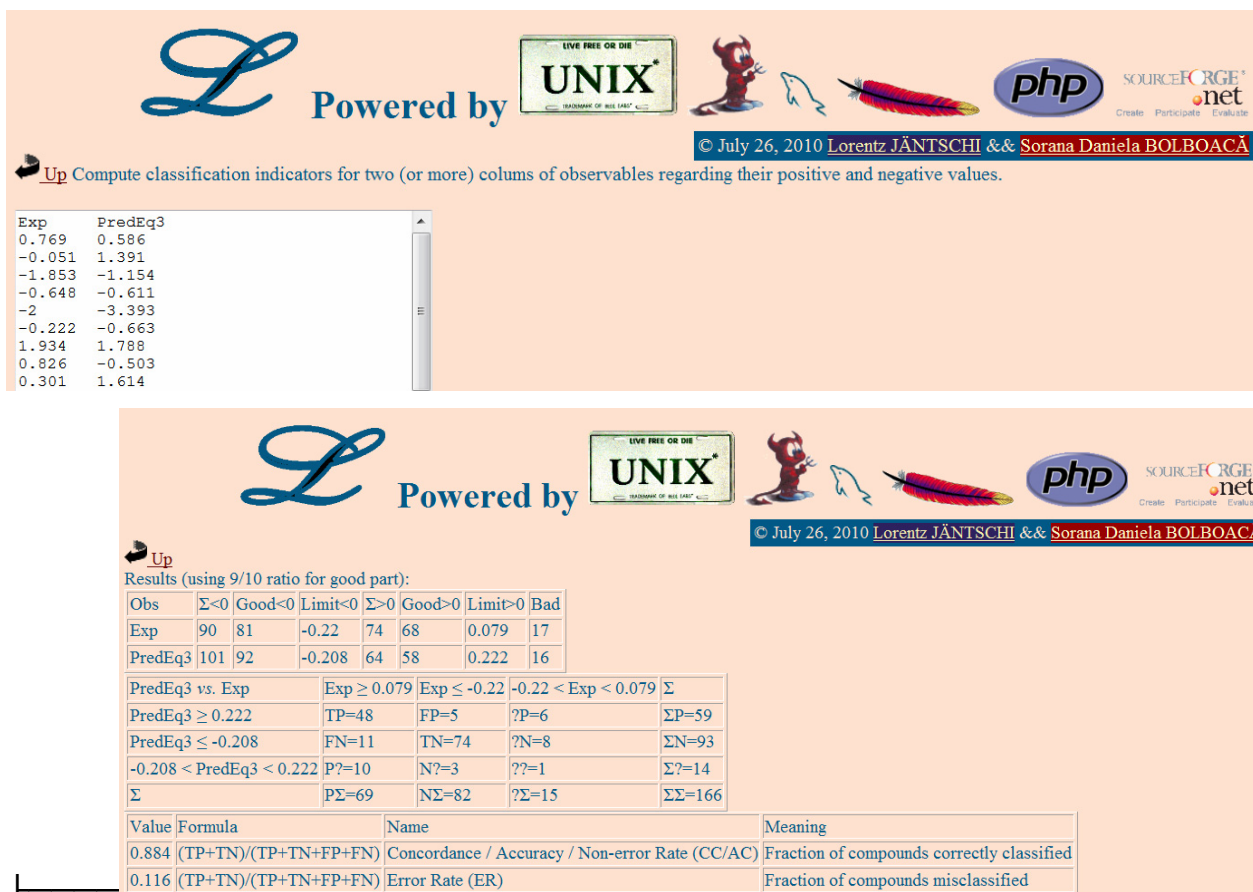 L
Powered by
LIVE FREE OR DIE
UNIX*
TRADEMARK OF BELL LABS*
php
SOURCEFORGE
.net
Create Participate Evaluate
© July 26, 2010 Lorentz JÄNTSCHI && Sorana Daniela BOLBOACĂ
Up Compute classification indicators for two (or more) colums of observables regarding their positive and negative values.
Exp PredEq3
0.769 0.586
-0.051 1.391
-1.853 -1.154
-0.648 -0.611
-2 -3.393
-0.222 -0.663
1.934 1.788
0.826 -0.503
0.301 1.614
L
Powered by
LIVE FREE OR DIE
UNIX*
TRADEMARK OF BELL LABS*
php
SOURCEFORGE
.net
Create Participate Evalua
© July 26, 2010 Lorentz JÄNTSCHI && Sorana Daniela BOLBOACĂ
Up
Results (using 9/10 ratio for good part):
Obs Σ<0 Good<0 Limit<0 Σ>0 Good>0 Limit>0 Bad
Exp 90 81 -0.22 74 68 0.079 17
PredEq3 101 92 -0.208 64 58 0.222 16
PredEq3 vs. Exp Exp ≥ 0.079 Exp ≤ -0.22 -0.22 < Exp < 0.079 Σ
PredEq3 ≥ 0.222 TP=48 FP=5 ?P=6 ΣP=59
PredEq3 ≤ -0.208 FN=11 TN=74 ?N=8 ΣN=93
-0.208 < PredEq3 < 0.222 P?=10 N?=3 ??=1 Σ?=14
Σ PΣ=69 NΣ=82 ?Σ=15 ΣΣ=166
Value Formula Name Meaning
0.884 (TP+TN)/(TP+TN+FP+FN) Concordance / Accuracy / Non-error Rate (CC/AC) Fraction of compounds correctly classified
0.116 (TP+TN)/(TP+TN+FP+FN) Error Rate (ER) Fraction of compounds misclassified